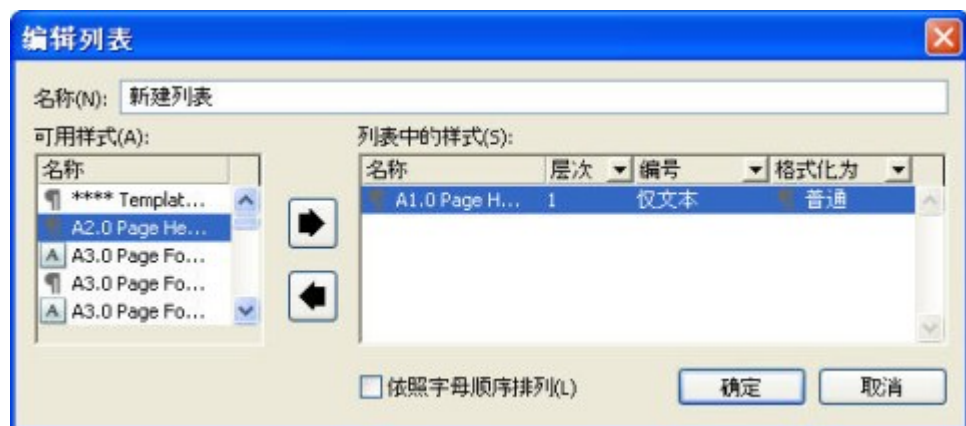 编辑列表
名称(N): 新建列表
可用样式(A):
名称
**** Templat...
A2.0 Page He...
A3.0 Page Fo...
A3.0 Page Fo...
A3.0 Page Fo...
列表中的样式(S):
名称 层次 编号 格式化为
A1.0 Page H... 1 仅文本 普通
依照字母顺序排列(L)
确定 取消